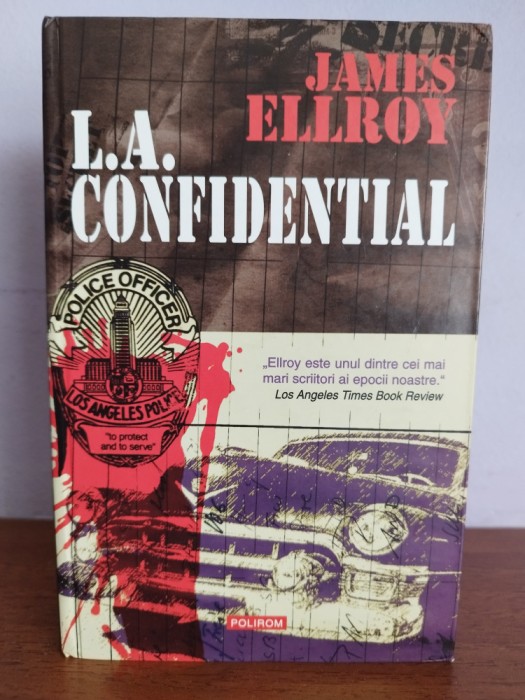 SECRE
JAMES
ELLROY
L.A.
CONFIDENTIAL
POLICE OFFICER
LOS ANGELES POLICE
"to protect
and to serve"
„Ellroy este unul dintre cei mai
mari scriitori ai epocii noastre.“
Los Angeles Times Book Review
POLIROM